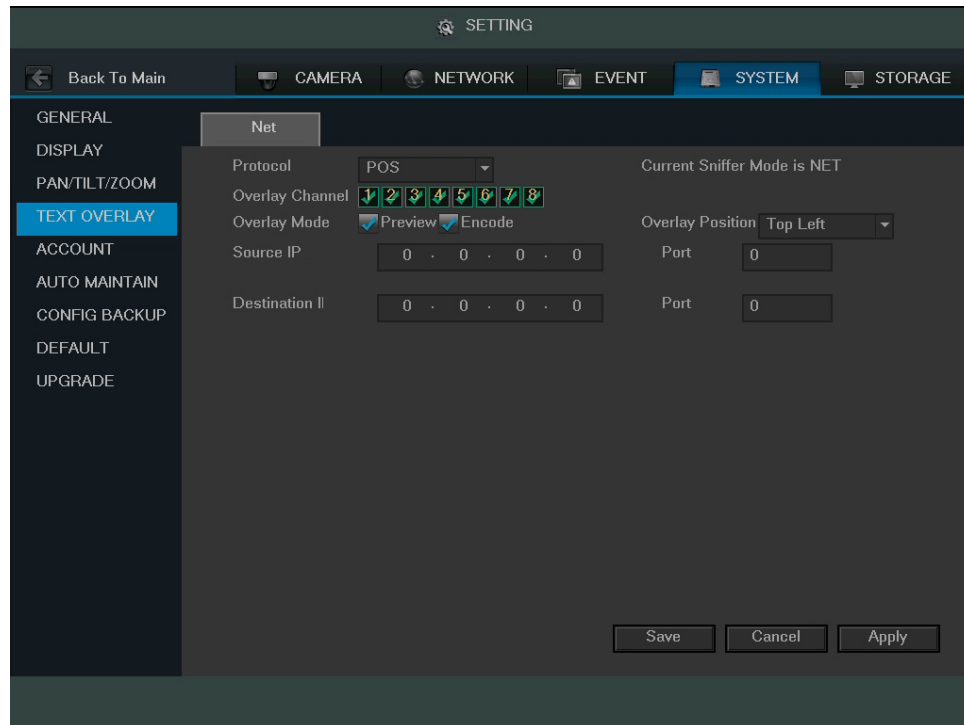 SETTING
Back To Main CAMERA NETWORK EVENT SYSTEM STORAGE
GENERAL
DISPLAY
PAN/TILT/ZOOM
TEXT OVERLAY
ACCOUNT
AUTO MAINTAIN
CONFIG BACKUP
DEFAULT
UPGRADE
Net
Protocol POS Current Sniffer Mode is NET
Overlay Channel 1 2 3 4 5 6 7 8
Overlay Mode Preview Encode Overlay Position Top Left
Source IP 0 . 0 . 0 . 0 Port 0
Destination I 0 . 0 . 0 . 0 Port 0
Save Cancel Apply